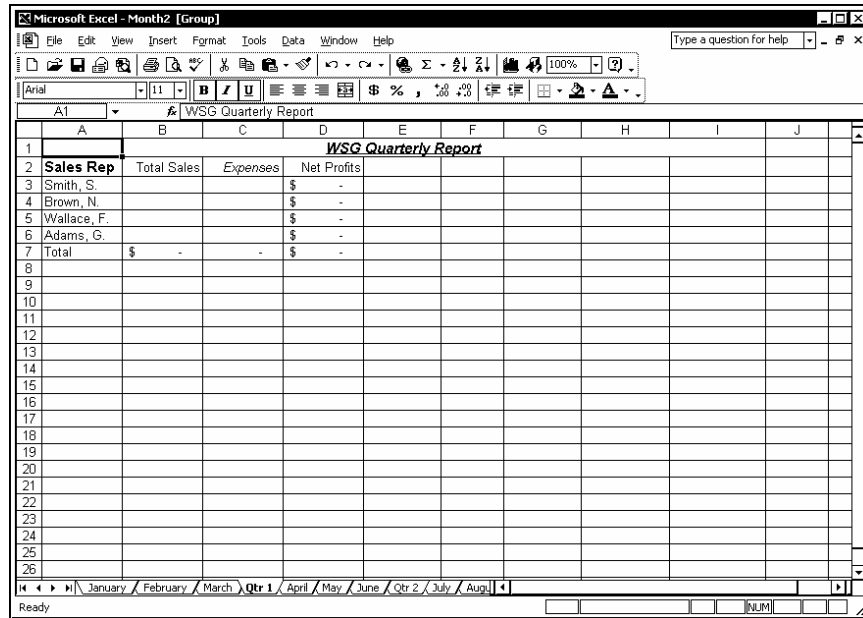 Microsoft Excel - Month2 [Group]
File Edit View Insert Format Tools Data Window Help Type a question for help
100%
Arial 11 B I U $ % ,
A1 fx WSG Quarterly Report
A B C D E F G H I J
1 WSG Quarterly Report
2 Sales Rep Total Sales Expenses Net Profits
3 Smith, S. $ -
4 Brown, N. $ -
5 Wallace, F. $ -
6 Adams, G. $ -
7 Total $ - - $ -
8
9
10
11
12
13
14
15
16
17
18
19
20
21
22
23
24
25
26
January February March Qtr 1 April May June Qtr 2 July Augu
Ready NUM